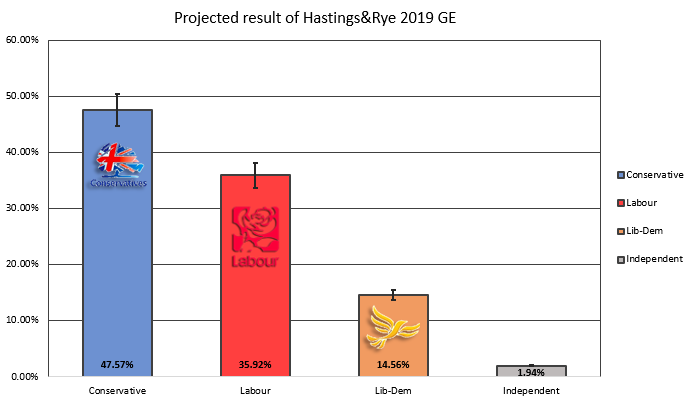 Projected result of Hastings&Rye 2019 GE
60.00%
50.00%
40.00%
30.00%
20.00%
10.00%
0.00%
Conservatives
Labour
47.57%
35.92%
14.56%
1.94%
Conservative
Labour
Lib-Dem
Independent
Conservative
Labour
Lib-Dem
Independent